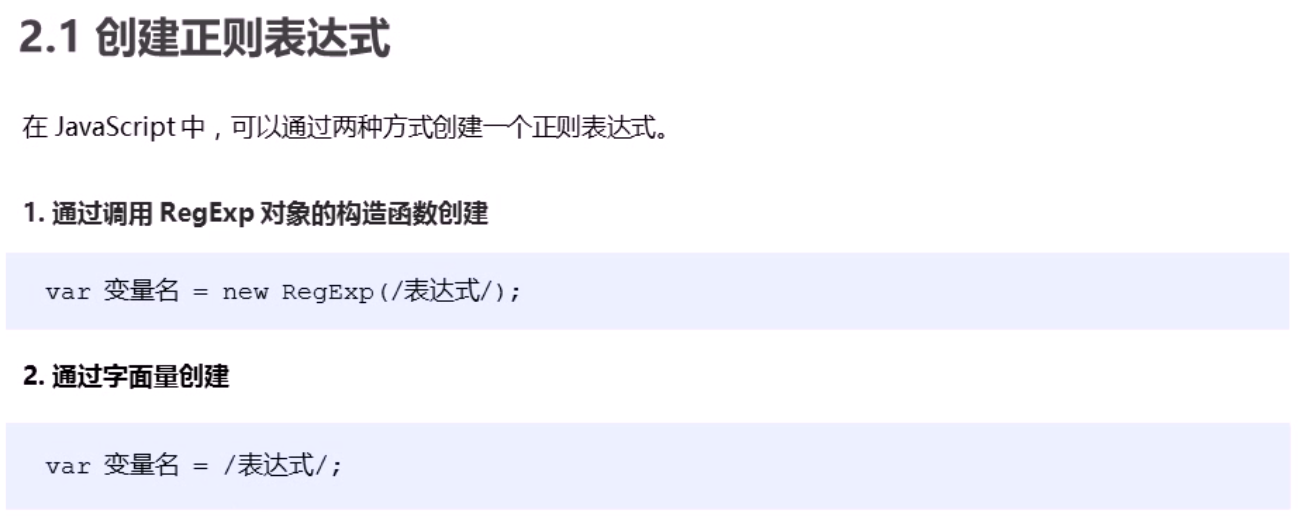 2.1 创建正则表达式
在 JavaScript 中，可以通过两种方式创建一个正则表达式。
1. 通过调用 RegExp 对象的构造函数创建
var 变量名 = new RegExp(/表达式/);
2. 通过字面量创建
var 变量名 = /表达式/;